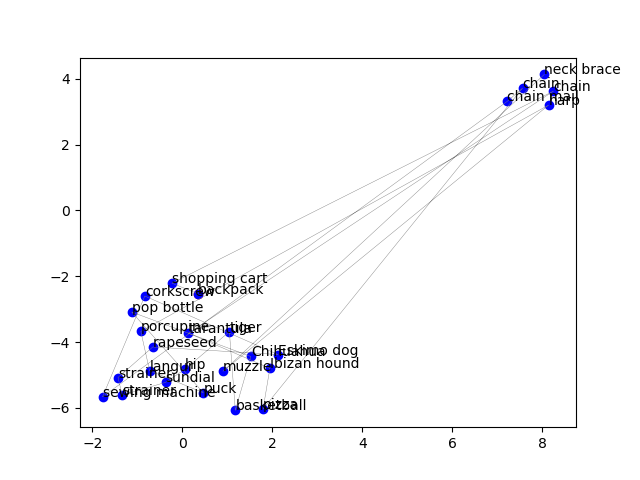 neck brace
chain
chain
chain mail
harp
shopping cart
backpack
corkscrew
pop bottle
porcupine
tarantula
tiger
rapeseed
Chihuahua
Eskimo dog
Ibizan hound
langur
hip
muzzle
strainer
sundial
sewing machine
strainer
puck
basketball
pizza
4
2
0
−2
−4
−6
−2
0
2
4
6
8